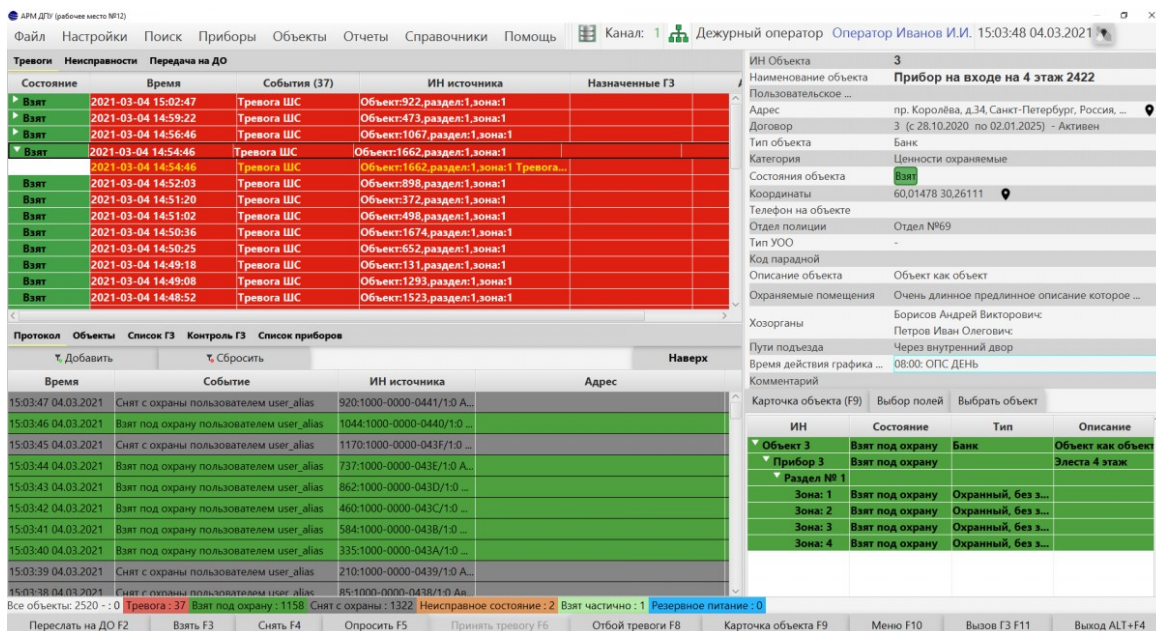 АРМ ДПУ (рабочее место №12)
Файл Настройки Поиск Приборы Объекты Отчеты Справочники Помощь Канал: 1 Дежурный оператор Оператор Иванов И.И. 15:03:48 04.03.2021
Тревоги Неисправности Передача на ДО
Состояние Время События (37) ИН источника Назначенные ГЗ
Взят 2021-03-04 15:02:47 Тревога ШС Объект:922,раздел:1,зона:1
Взят 2021-03-04 14:59:22 Тревога ШС Объект:473,раздел:1,зона:1
Взят 2021-03-04 14:56:46 Тревога ШС Объект:1067,раздел:1,зона:1
Взят 2021-03-04 14:54:46 Тревога ШС Объект:1662,раздел:1,зона:1
2021-03-04 14:54:46 Тревога ШС Объект:1662,раздел:1,зона:1 Тревога...
Взят 2021-03-04 14:52:03 Тревога ШС Объект:898,раздел:1,зона:1
Взят 2021-03-04 14:51:20 Тревога ШС Объект:372,раздел:1,зона:1
Взят 2021-03-04 14:51:02 Тревога ШС Объект:498,раздел:1,зона:1
Взят 2021-03-04 14:50:36 Тревога ШС Объект:1674,раздел:1,зона:1
Взят 2021-03-04 14:50:25 Тревога ШС Объект:652,раздел:1,зона:1
Взят 2021-03-04 14:49:18 Тревога ШС Объект:131,раздел:1,зона:1
Взят 2021-03-04 14:49:08 Тревога ШС Объект:1293,раздел:1,зона:1
Взят 2021-03-04 14:48:52 Тревога ШС Объект:1523,раздел:1,зона:1
Протокол Объекты Список ГЗ Контроль ГЗ Список приборов
Добавить Сбросить Наверх
Время Событие ИН источника Адрес
15:03:47 04.03.2021 Снят с охраны пользователем user_alias 920:1000-0000-0441/1:0 А...
15:03:46 04.03.2021 Взят под охрану пользователем user_alias 1044:1000-0000-0440/1:0 ...
15:03:45 04.03.2021 Снят с охраны пользователем user_alias 1170:1000-0000-043F/1:0 ...
15:03:44 04.03.2021 Взят под охрану пользователем user_alias 737:1000-0000-043E/1:0 ...
15:03:43 04.03.2021 Взят под охрану пользователем user_alias 862:1000-0000-043D/1:0 ...
15:03:42 04.03.2021 Взят под охрану пользователем user_alias 460:1000-0000-043C/1:0 ...
15:03:41 04.03.2021 Взят под охрану пользователем user_alias 584:1000-0000-043B/1:0 ...
15:03:40 04.03.2021 Взят под охрану пользователем user_alias 335:1000-0000-043A/1:0 ...
15:03:39 04.03.2021 Снят с охраны пользователем user_alias 210:1000-0000-0439/1:0 А...
15:03:38 04.03.2021 Снят с охраны пользователем user_alias 85:1000-0000-0438/1:0 Ав...
ИН Объекта 3
Наименование объекта Прибор на входе на 4 этаж 2422
Пользовательское ...
Адрес пр. Королёва, д.34, Санкт-Петербург, Россия, ...
Договор 3 (с 28.10.2020 по 02.01.2025) - Активен
Тип объекта Банк
Категория Ценности охраняемые
Состояния объекта Взят
Координаты 60,01478 30,26111
Телефон на объекте
Отдел полиции Отдел №69
Тип УОО -
Код парадной
Описание объекта Объект как объект
Охраняемые помещения Очень длинное предлинное описание которое ...
Хозорганы Борисов Андрей Викторович:
Петров Иван Олегович:
Пути подъезда Через внутренний двор
Время действия графика ... 08:00: ОПС ДЕНЬ
Комментарий
Карточка объекта (F9) Выбор полей Выбрать объект
ИН Состояние Тип Описание
Объект 3 Взят под охрану Банк Объект как объект
Прибор 3 Взят под охрану Элеста 4 этаж
Раздел № 1
Зона: 1 Взят под охрану Охранный, без з...
Зона: 2 Взят под охрану Охранный, без з...
Зона: 3 Взят под охрану Охранный, без з...
Зона: 4 Взят под охрану Охранный, без з...
Все объекты: 2520 - : 0 Тревога : 37 Взят под охрану : 1158 Снят с охраны : 1322 Неисправное состояние : 2 Взят частично : 1 Резервное питание : 0
Переслать на ДО F2 Взять F3 Снять F4 Опросить F5 Принять тревогу F6 Отбой тревоги F8 Карточка объекта F9 Меню F10 Вызов ГЗ F11 Выход ALT+F4